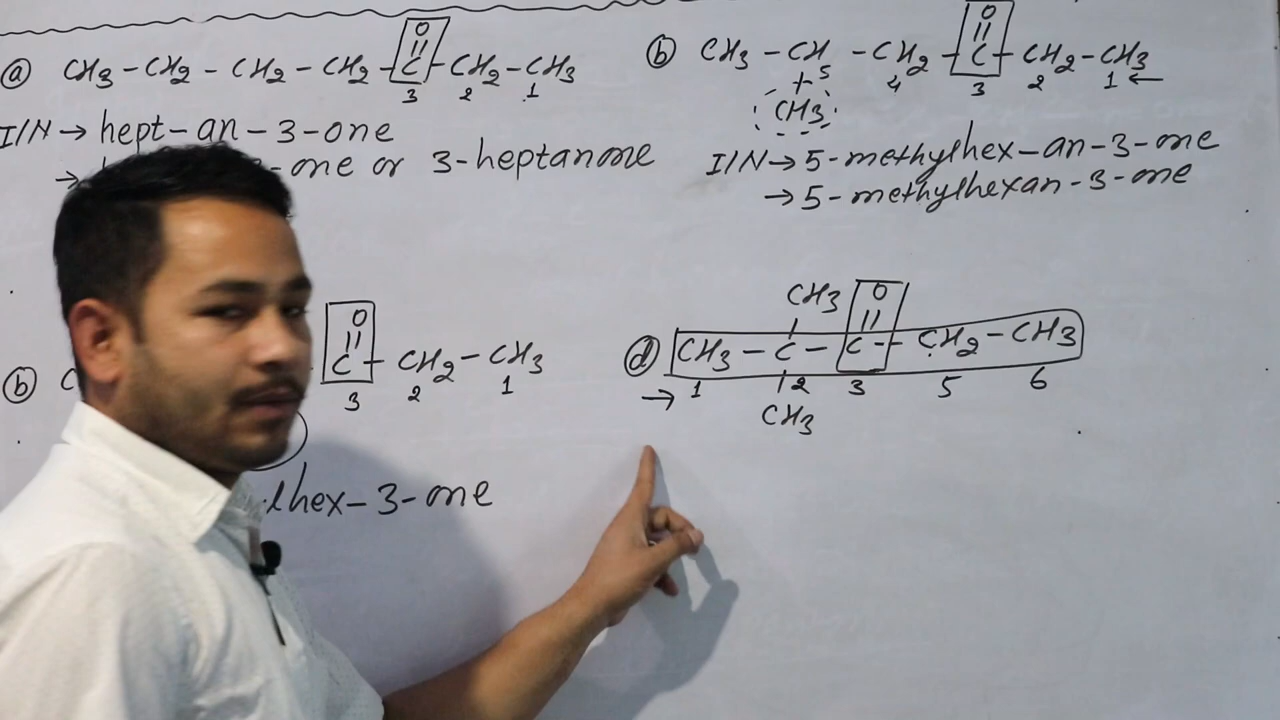 ⓐ CH3-CH2-CH2-CH2-C-CH2-CH3
O
||
3 2 1
I/N → hept-an-3-one
→ -one or 3-heptanone
ⓑ CH3-CH-CH2-C-CH2-CH3
O
||
5 4 3 2 1 ←
CH3
I/N → 5-methylhex-an-3-one
→ 5-methylhexan-3-one
ⓑ C
O
||
C-CH2-CH3
3 2 1
lhex-3-one
CH3 O
| ||
ⓓ CH3-C-C-CH2-CH3
→ 1 |2 3 5 6
CH3